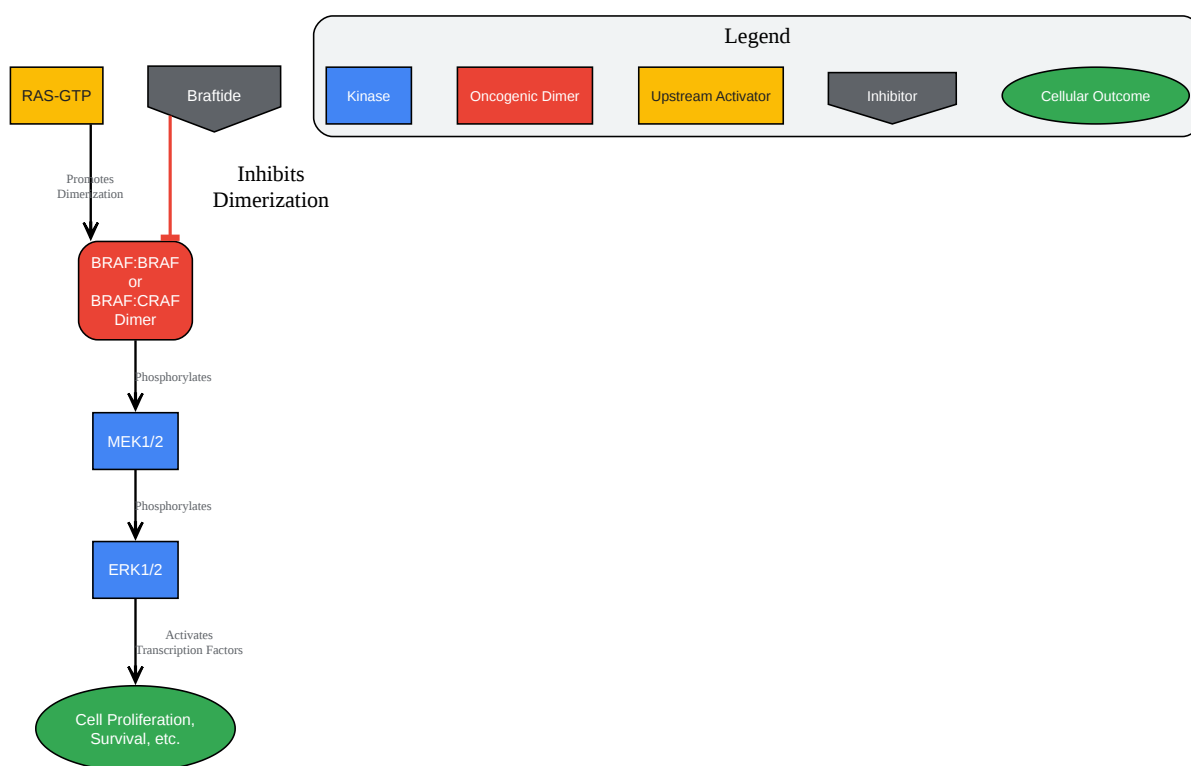 Legend
RAS-GTP
Braftide
Kinase
Oncogenic Dimer
Upstream Activator
Inhibitor
Cellular Outcome
Promotes
Dimerization
Inhibits
Dimerization
BRAF:BRAF
or
BRAF:CRAF
Dimer
Phosphorylates
MEK1/2
Phosphorylates
ERK1/2
Activates
Transcription Factors
Cell Proliferation,
Survival, etc.